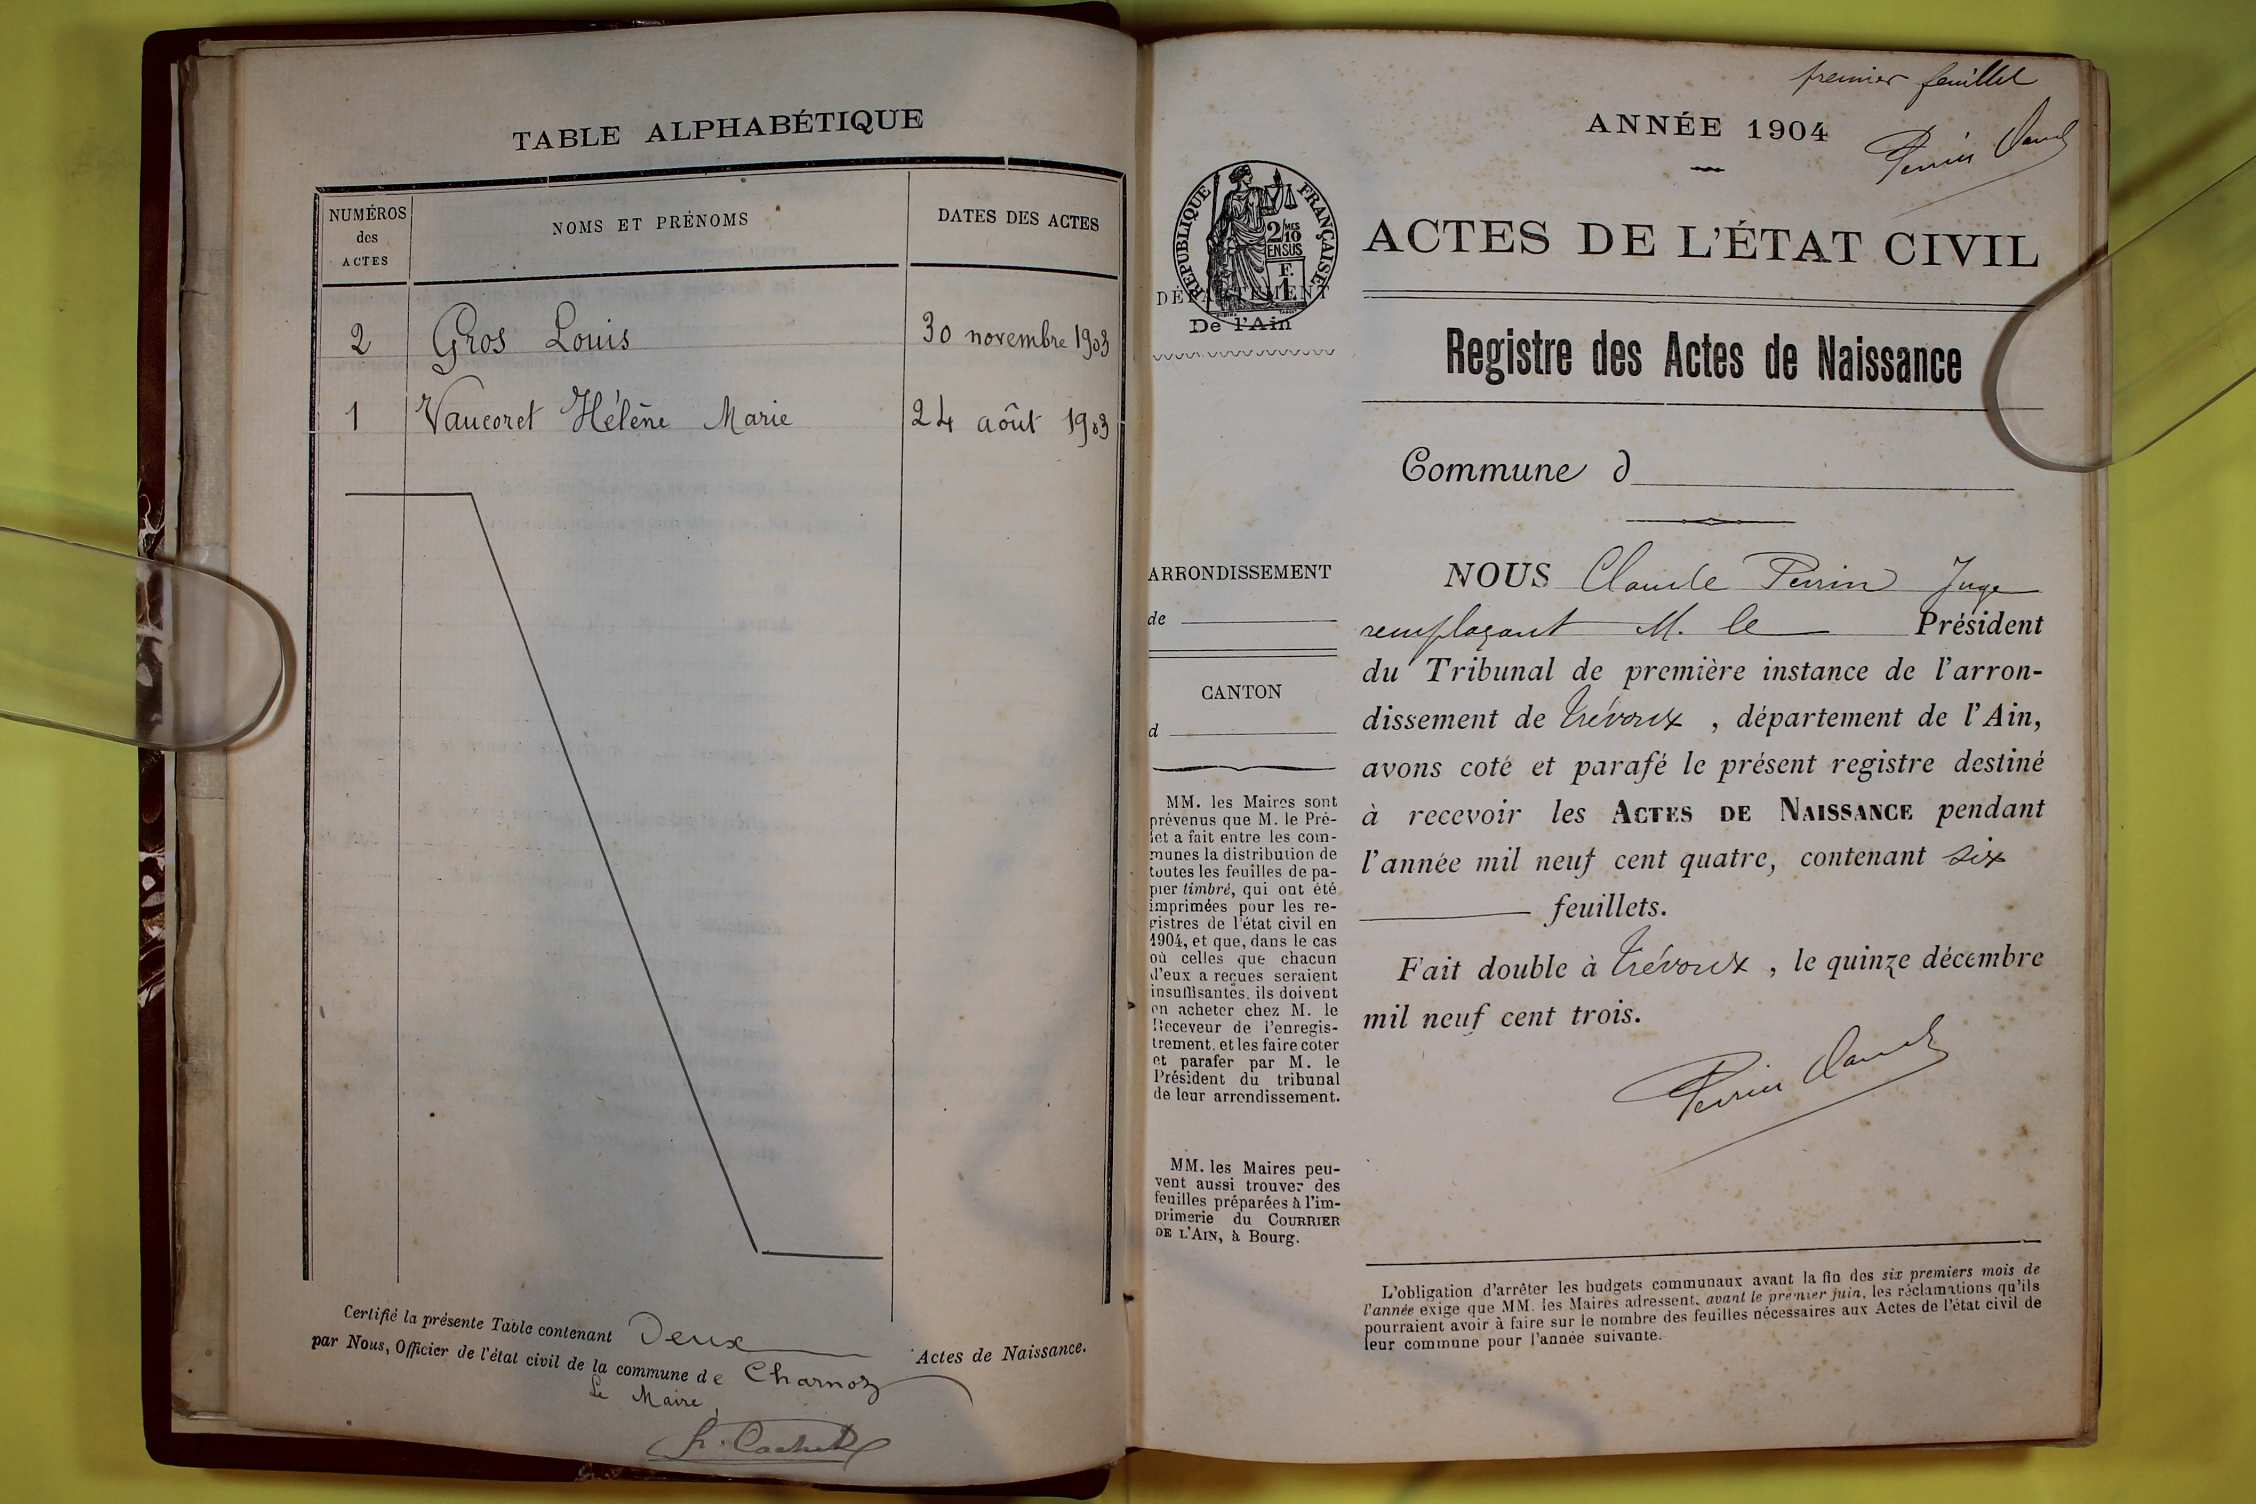 TABLE ALPHABÉTIQUE
NUMÉROS
des
ACTES
NOMS ET PRÉNOMS
DATES DES ACTES
2 Gros Louis 30 novembre 1903
1 Vaucoret Hélène Marie 24 août 1903
Certifié la présente Table contenant Deux Actes de Naissance.
par Nous, Officier de l'état civil de la commune de Charnoz
Le Maire,
premier feuillet
ANNÉE 1904
Perrin Claude
RÉPUBLIQUE FRANÇAISE
2/10
MES
EN SUS
F.
1
DÉPARTEMENT
De l'Ain
ACTES DE L'ÉTAT CIVIL
Registre des Actes de Naissance
Commune d
ARRONDISSEMENT
de
CANTON
d
MM. les Maires sont
prévenus que M. le Pré-
fet a fait entre les com-
munes la distribution de
toutes les feuilles de pa-
pier timbré, qui ont été
imprimées pour les re-
gistres de l'état civil en
1904, et que, dans le cas
où celles que chacun
d'eux a reçues seraient
insuffisantes, ils doivent
en acheter chez M. le
Receveur de l'enregis-
trement, et les faire coter
et parafer par M. le
Président du tribunal
de leur arrondissement.
MM. les Maires peu-
vent aussi trouver des
feuilles préparées à l'im-
primerie du COURRIER
DE L'AIN, à Bourg.
NOUS Claude Perrin Juge
remplaçant M. le Président
du Tribunal de première instance de l'arron-
dissement de Trévoux, département de l'Ain,
avons coté et parafé le présent registre destiné
à recevoir les ACTES DE NAISSANCE pendant
l'année mil neuf cent quatre, contenant six
feuillets.
Fait double à Trévoux, le quinze décembre
mil neuf cent trois.
Perrin Claude
L'obligation d'arrêter les budgets communaux avant la fin des six premiers mois de
l'année exige que MM. les Maires adressent, avant le premier juin, les réclamations qu'ils
pourraient avoir à faire sur le nombre des feuilles nécessaires aux Actes de l'état civil de
leur commune pour l'année suivante.